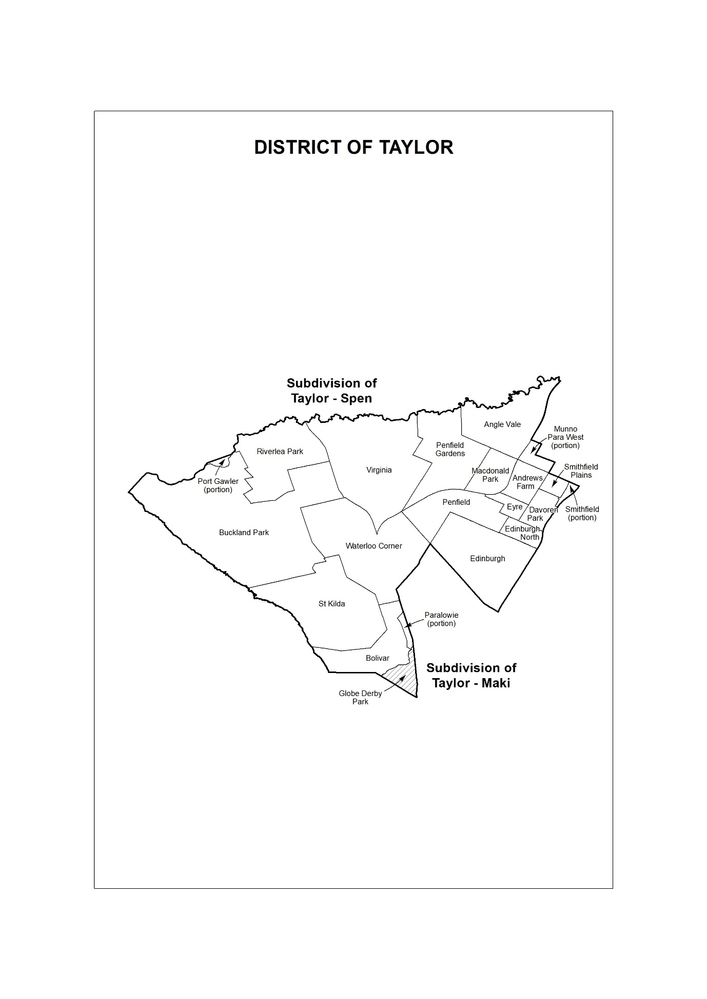 DISTRICT OF TAYLOR
Subdivision of
Taylor - Spen
Angle Vale
Munno
Para West
(portion)
Penfield
Gardens
Riverlea Park
Virginia
Macdonald
Park
Smithfield
Plains
Andrews
Farm
Port Gawler
(portion)
Penfield
Eyre
Davoren
Park
Smithfield
(portion)
Buckland Park
Edinburgh
North
Waterloo Corner
Edinburgh
St Kilda
Paralowie
(portion)
Bolivar
Subdivision of
Taylor - Maki
Globe Derby
Park